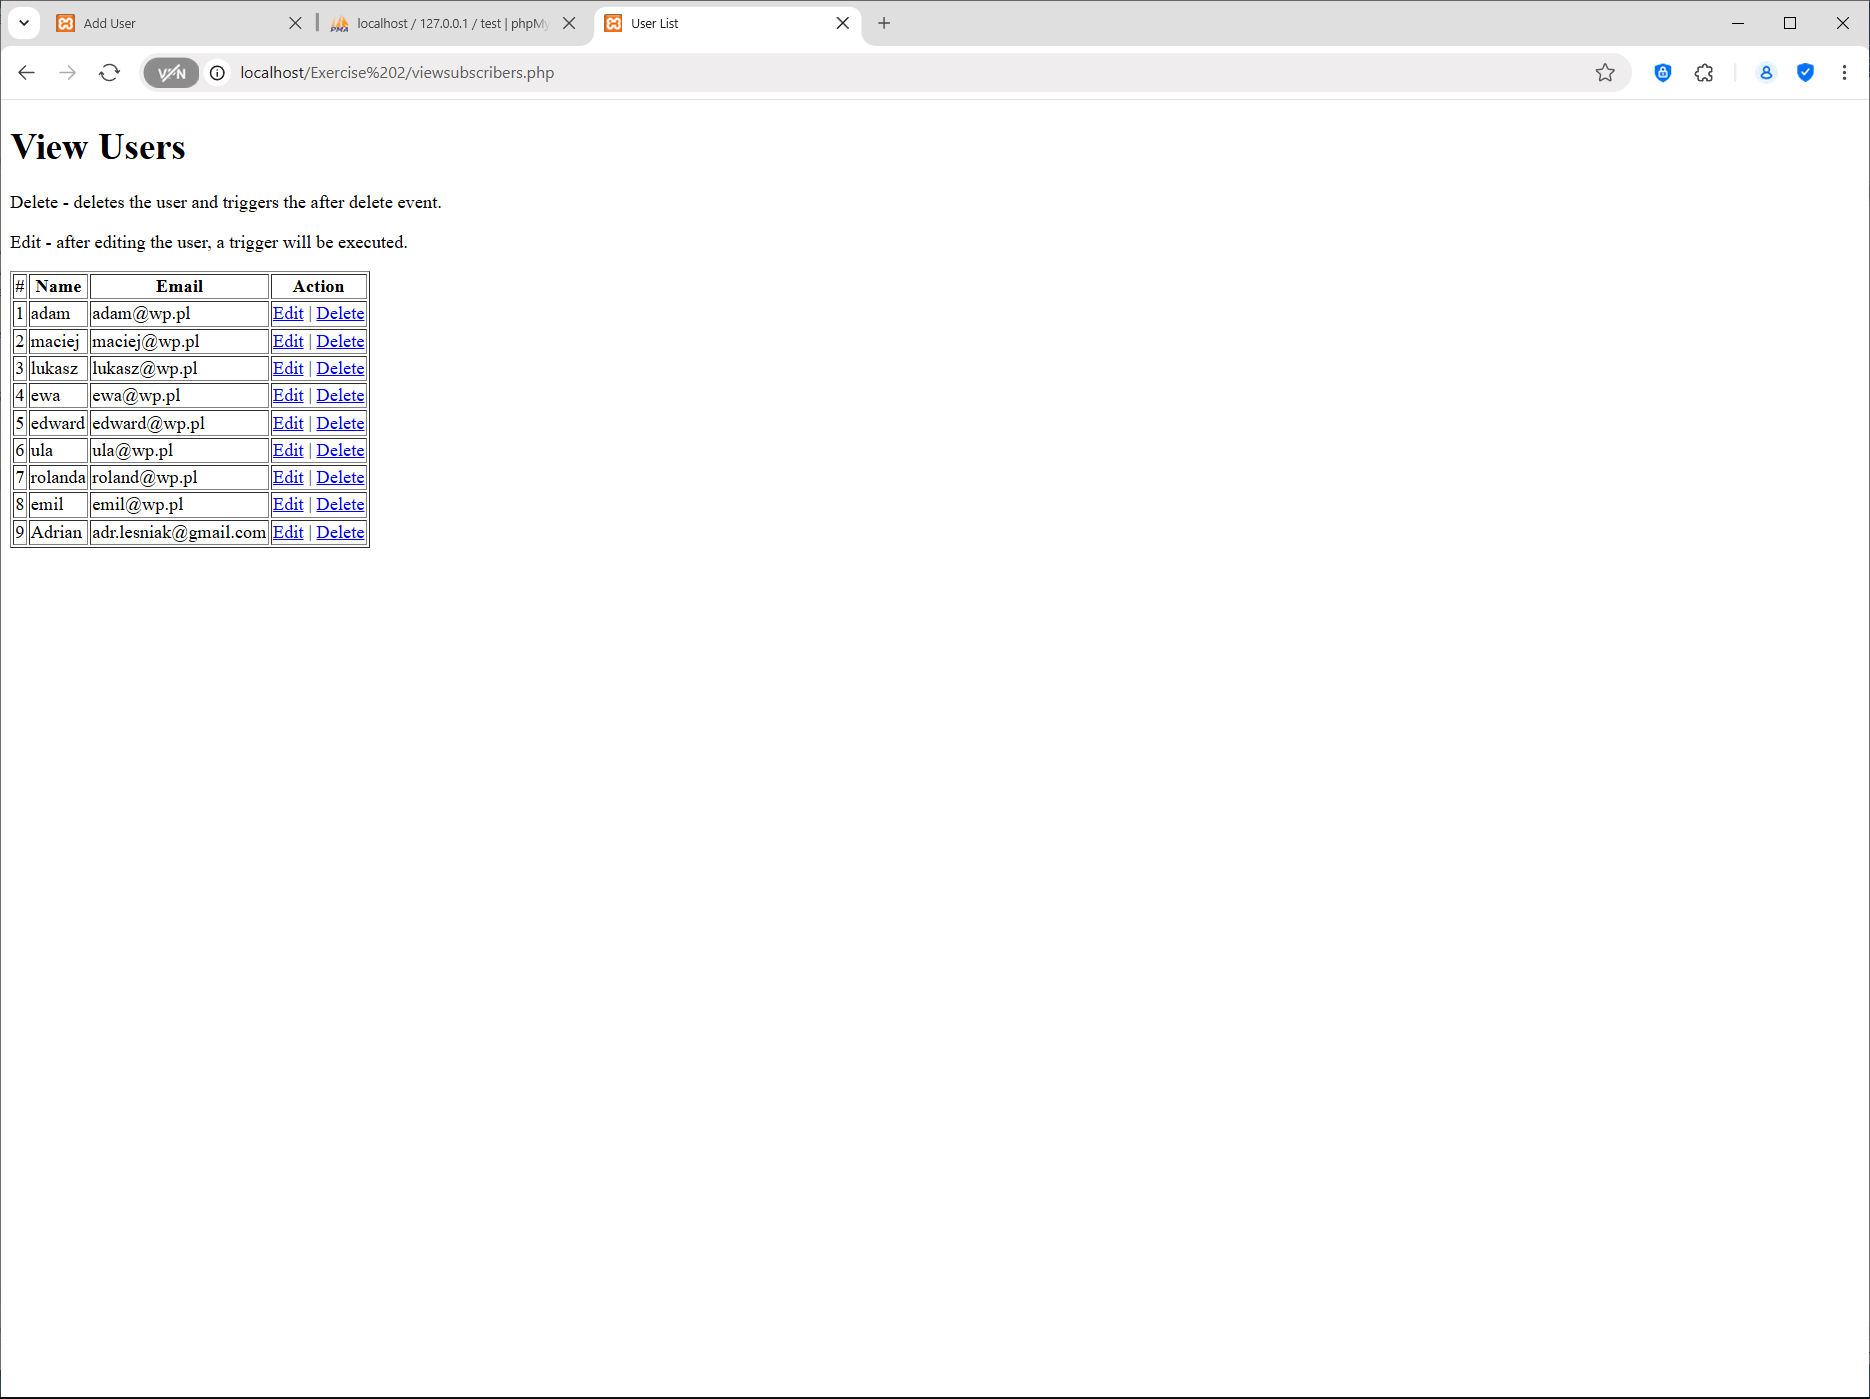 Add User
localhost / 127.0.0.1 / test | phpMy
User List
VPN
localhost/Exercise%202/viewsubscribers.php
View Users
Delete - deletes the user and triggers the after delete event.
Edit - after editing the user, a trigger will be executed.
# Name Email Action
1 adam adam@wp.pl Edit | Delete
2 maciej maciej@wp.pl Edit | Delete
3 lukasz lukasz@wp.pl Edit | Delete
4 ewa ewa@wp.pl Edit | Delete
5 edward edward@wp.pl Edit | Delete
6 ula ula@wp.pl Edit | Delete
7 rolanda roland@wp.pl Edit | Delete
8 emil emil@wp.pl Edit | Delete
9 Adrian adr.lesniak@gmail.com Edit | Delete